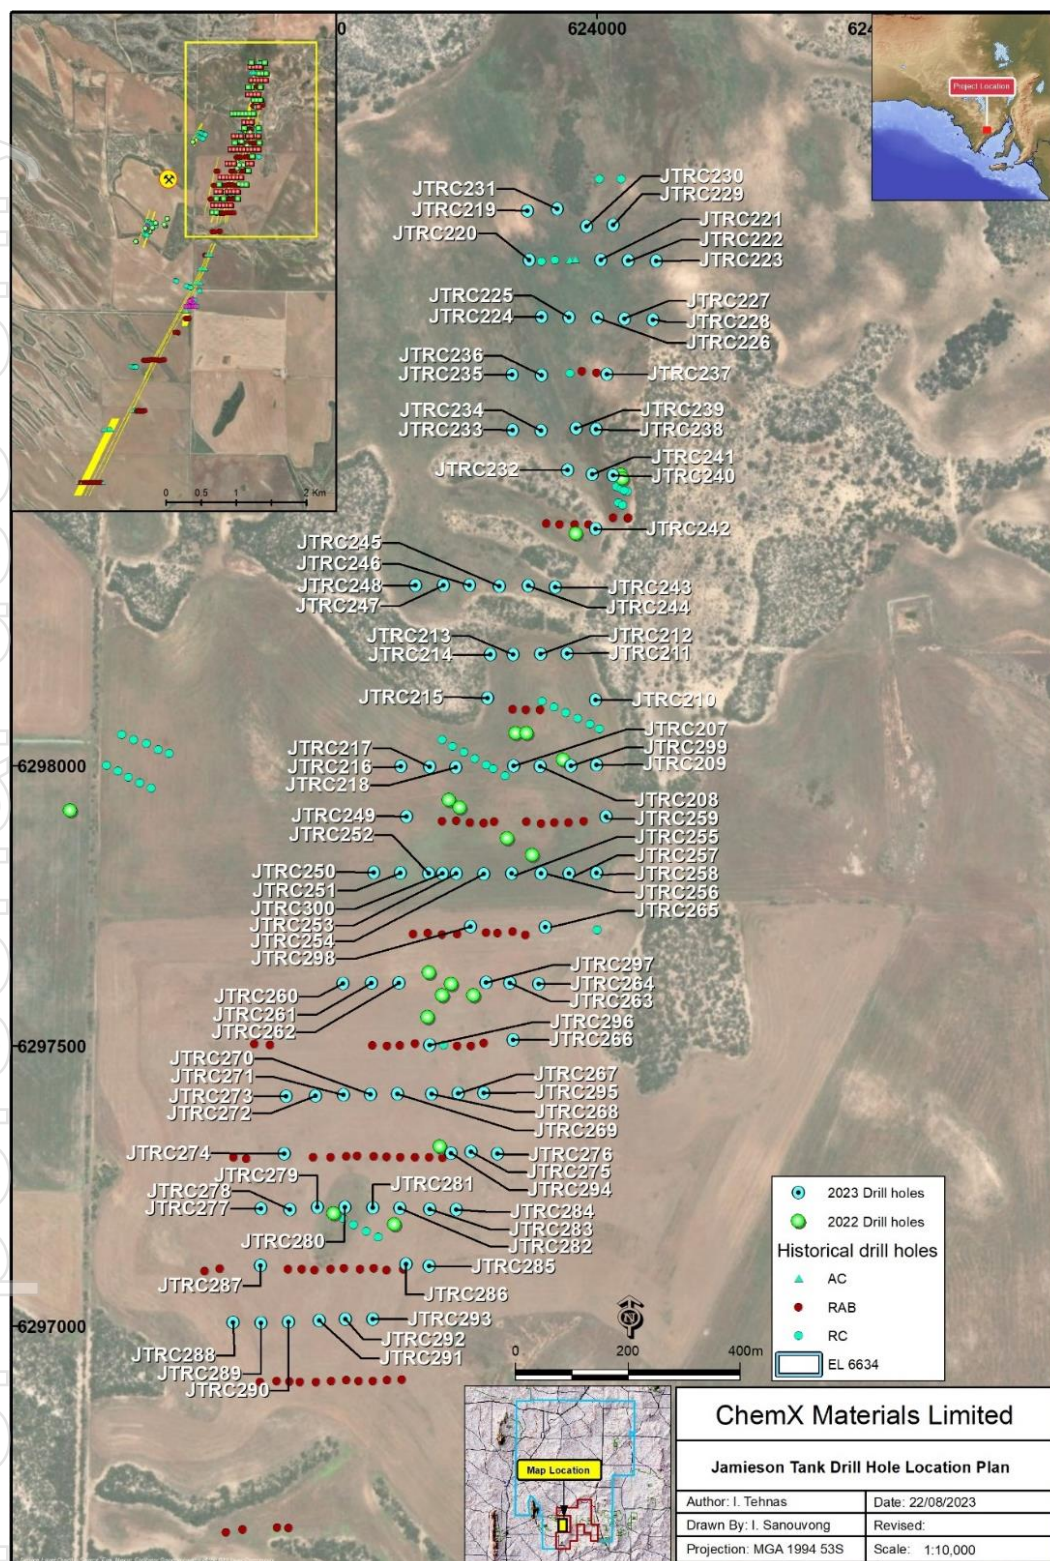 0
624000
624
Project Location
JTRC230
JTRC231
JTRC229
JTRC219
JTRC221
JTRC220
JTRC222
JTRC223
JTRC225
JTRC227
JTRC224
JTRC228
JTRC226
JTRC236
JTRC235
JTRC237
JTRC234
JTRC239
JTRC233
JTRC238
JTRC241
JTRC232
JTRC240
0 0.5 1 2 Km
JTRC242
JTRC245
JTRC246
JTRC248
JTRC243
JTRC247
JTRC244
JTRC213
JTRC212
JTRC214
JTRC211
JTRC215
JTRC210
JTRC207
JTRC217
JTRC299
6298000
JTRC216
JTRC209
JTRC218
JTRC208
JTRC249
JTRC259
JTRC252
JTRC255
JTRC257
JTRC250
JTRC258
JTRC251
JTRC256
JTRC300
JTRC265
JTRC253
JTRC254
JTRC298
JTRC297
JTRC264
JTRC260
JTRC263
JTRC261
JTRC262
JTRC296
JTRC266
6297500
JTRC270
JTRC267
JTRC271
JTRC295
JTRC273
JTRC268
JTRC272
JTRC269
JTRC274
JTRC276
JTRC275
JTRC279
JTRC281
JTRC294
JTRC278
JTRC277
JTRC284
JTRC283
JTRC280
JTRC282
JTRC285
JTRC287
JTRC286
JTRC293
6297000
JTRC292
JTRC288
JTRC291
JTRC289
JTRC290
2023 Drill holes
2022 Drill holes
Historical drill holes
AC
RAB
RC
EL 6634
N
0 200 400m
Map Location
ChemX Materials Limited
Jamieson Tank Drill Hole Location Plan
Author: I. Tehnas
Date: 22/08/2023
Drawn By: I. Sanouvong
Revised:
Projection: MGA 1994 53S
Scale: 1:10,000